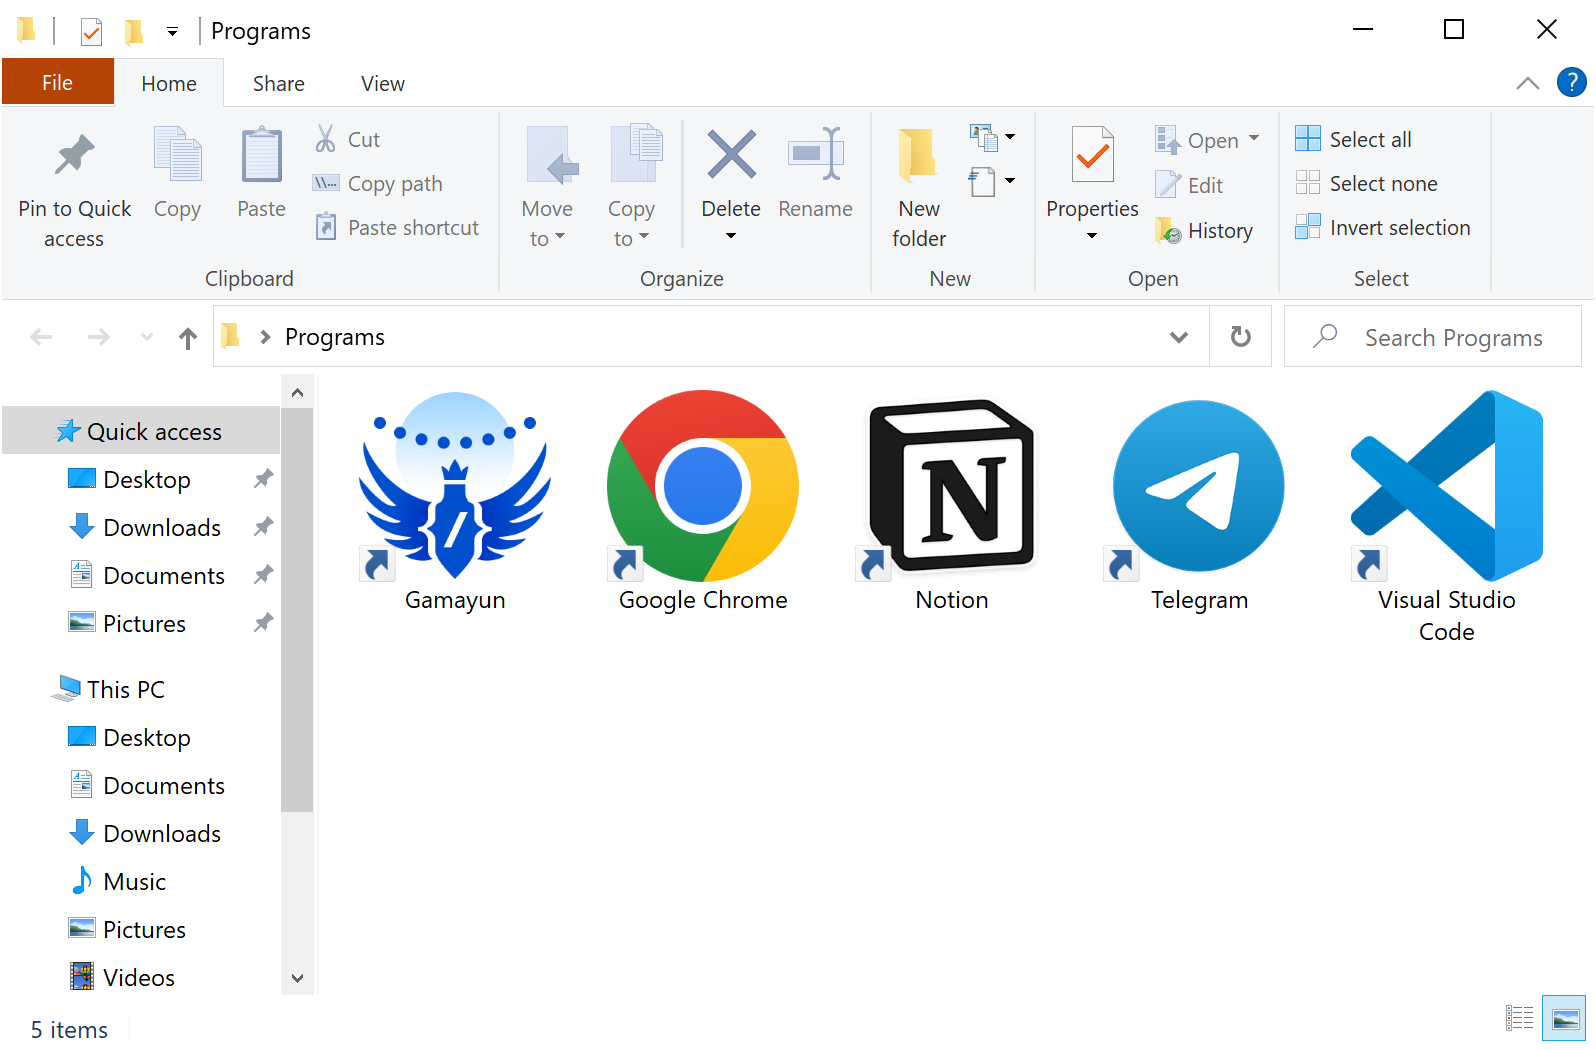 Programs
File
Home
Share
View
Pin to Quick
access
Copy
Paste
Cut
Copy path
Paste shortcut
Clipboard
Move
to
Copy
to
Delete
Rename
Organize
New
folder
New
Properties
Open
Edit
History
Open
Select all
Select none
Invert selection
Select
Programs
Search Programs
Quick access
Desktop
Downloads
Documents
Pictures
This PC
Desktop
Documents
Downloads
Music
Pictures
Videos
Gamayun
Google Chrome
N
Notion
Telegram
Visual Studio
Code
5 items